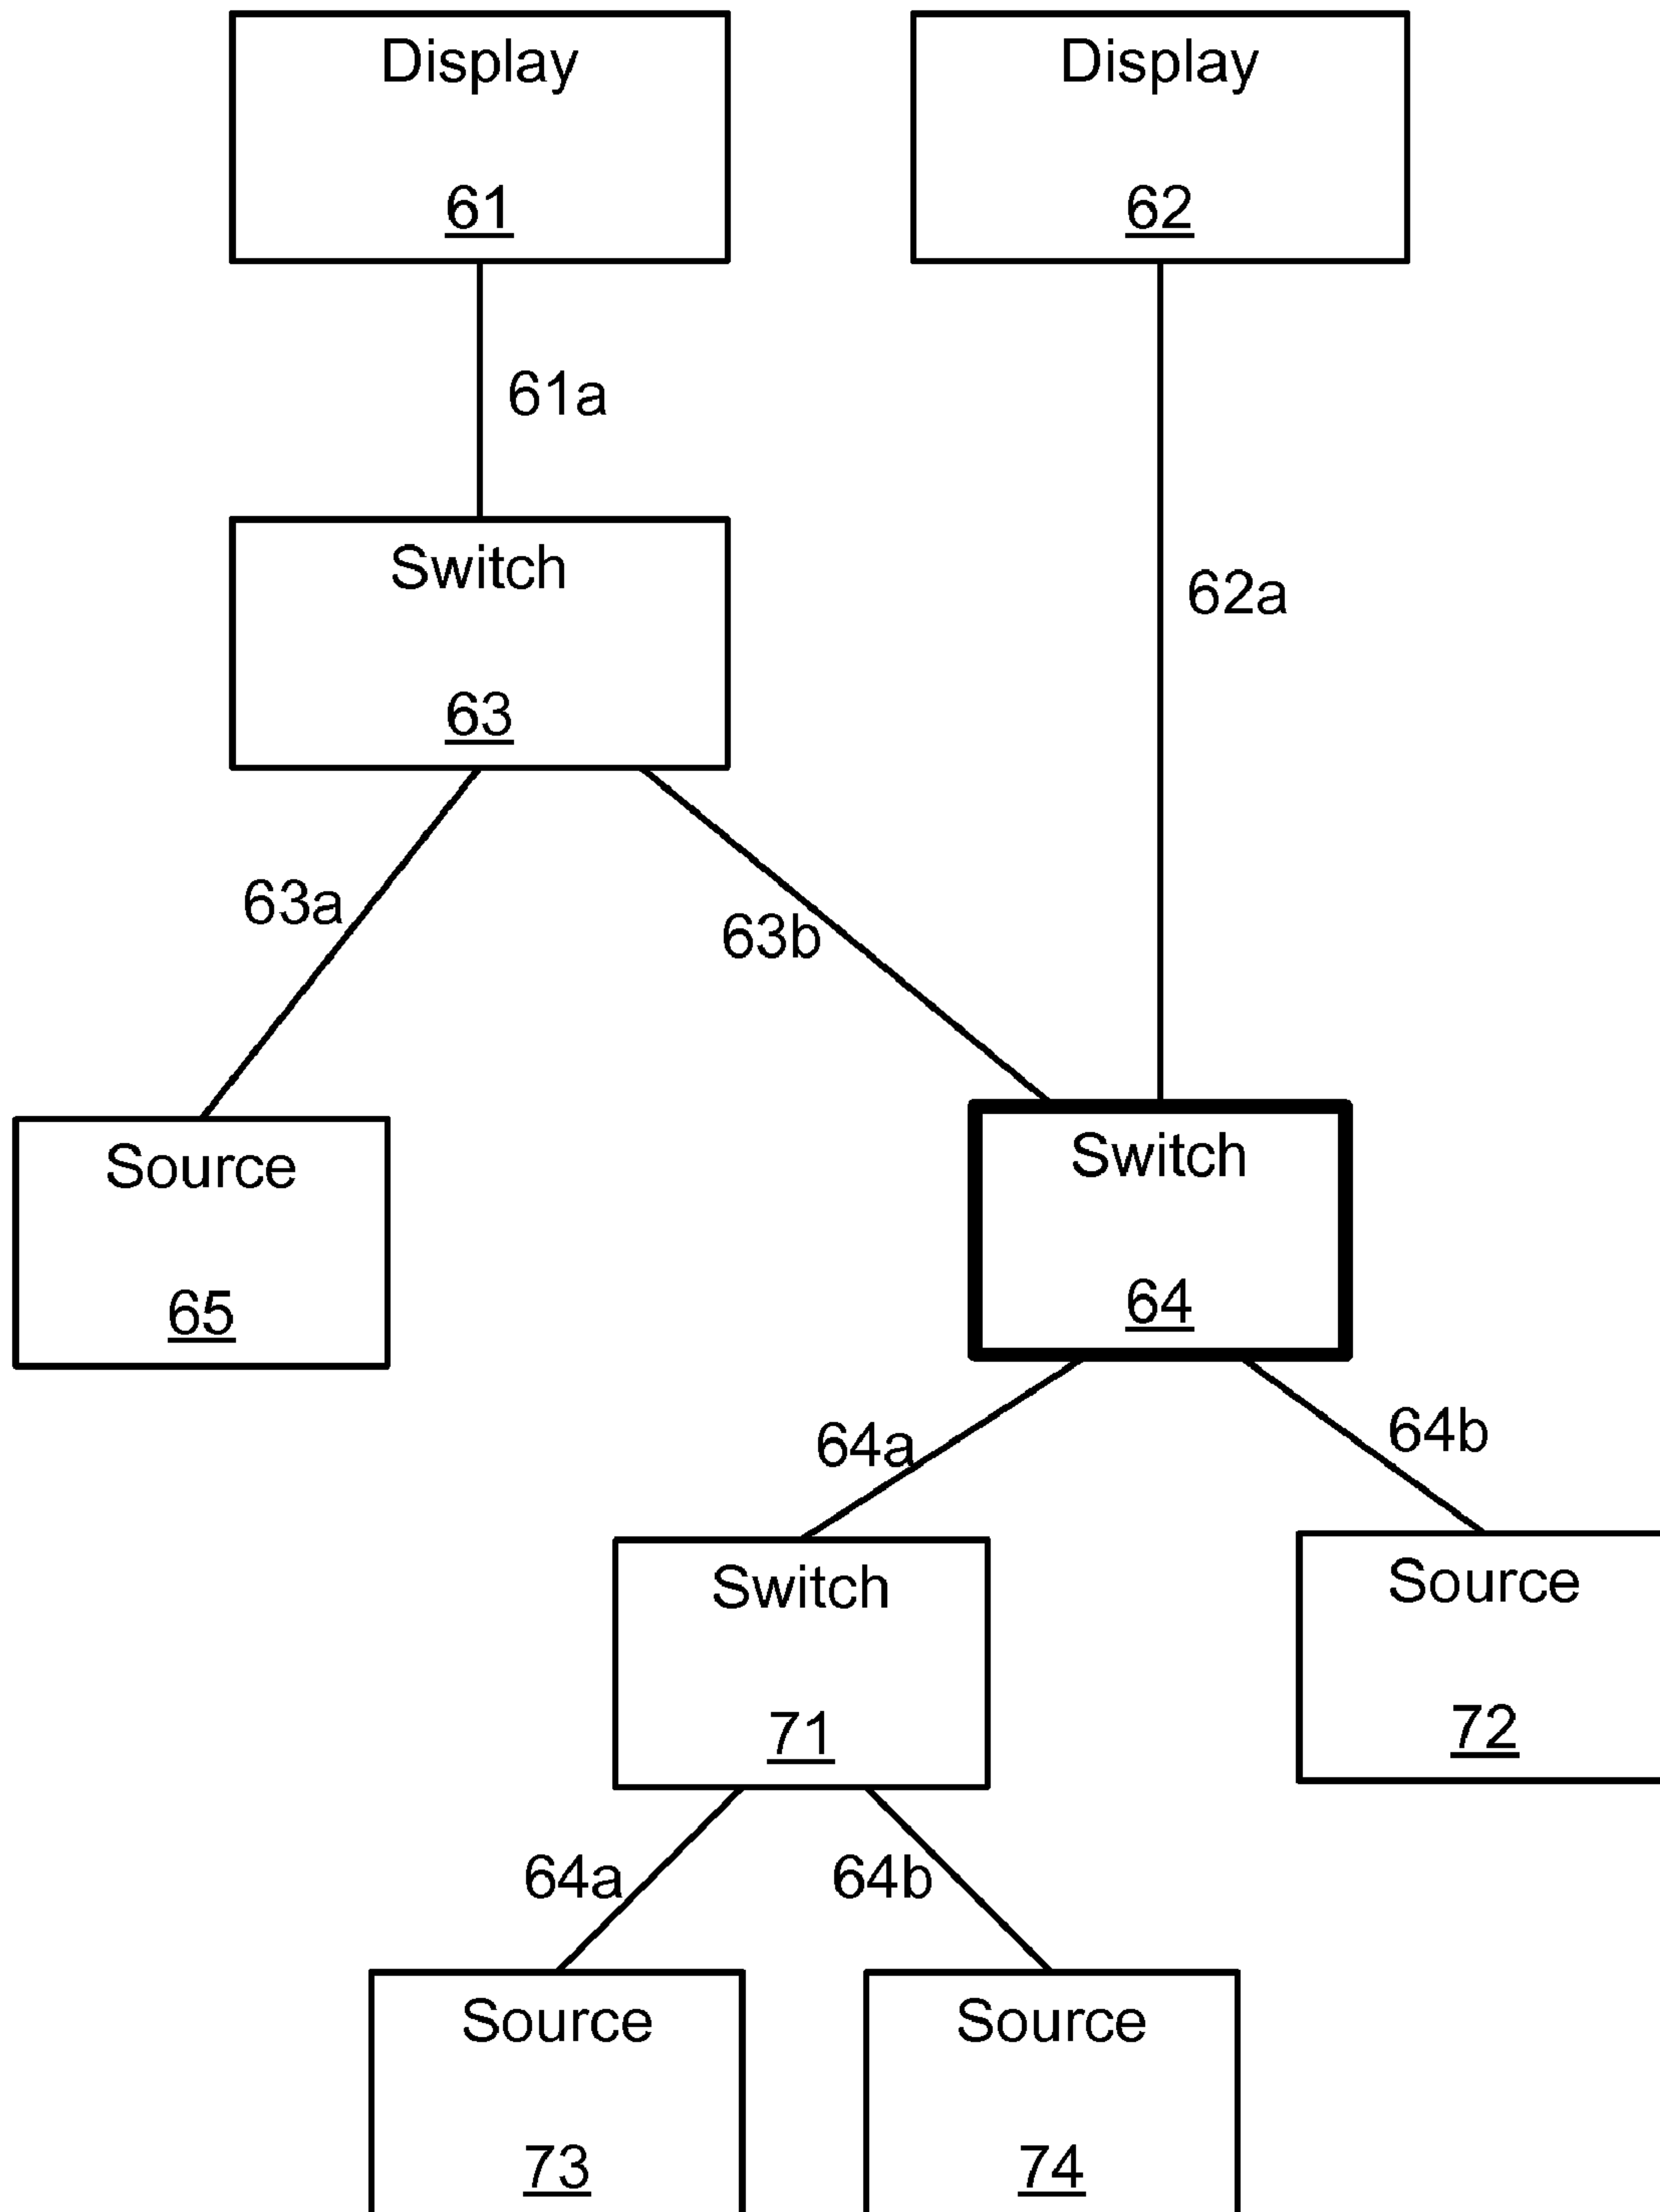 Display
61
Display
62
61a
62a
Switch
63
63a
63b
Source
65
Switch
64
64a
64b
Switch
71
Source
72
64a
64b
Source
73
Source
74